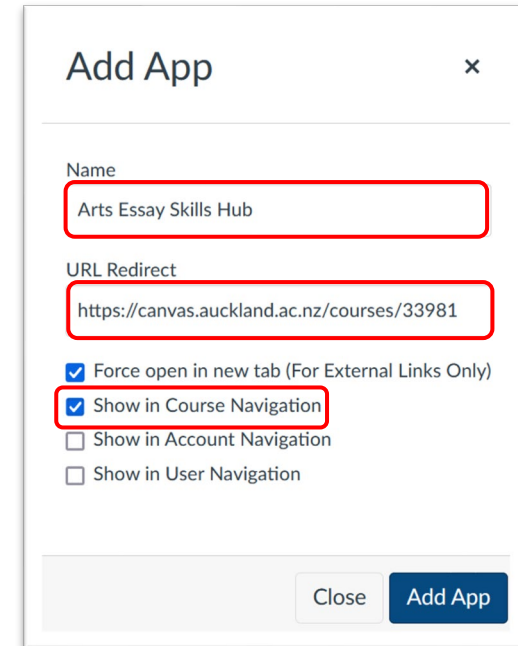 Add App ×
Name
Arts Essay Skills Hub
URL Redirect
https://canvas.auckland.ac.nz/courses/33981
Force open in new tab (For External Links Only)
Show in Course Navigation
Show in Account Navigation
Show in User Navigation
Close Add App